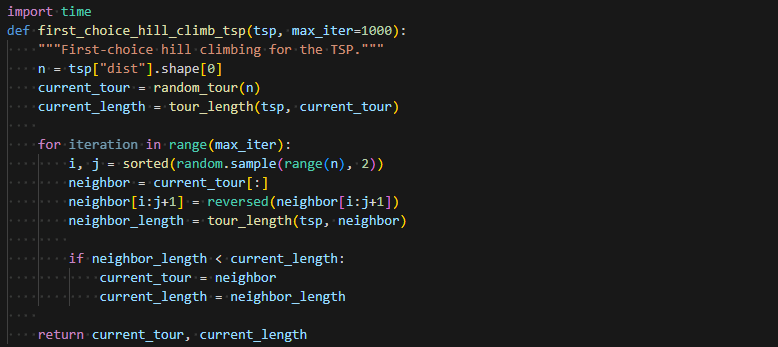 import time
def first_choice_hill_climb_tsp(tsp, max_iter=1000):
    """First-choice hill climbing for the TSP."""
    n = tsp["dist"].shape[0]
    current_tour = random_tour(n)
    current_length = tour_length(tsp, current_tour)

    for iteration in range(max_iter):
        i, j = sorted(random.sample(range(n), 2))
        neighbor = current_tour[:]
        neighbor[i:j+1] = reversed(neighbor[i:j+1])
        neighbor_length = tour_length(tsp, neighbor)

        if neighbor_length < current_length:
            current_tour = neighbor
            current_length = neighbor_length

    return current_tour, current_length